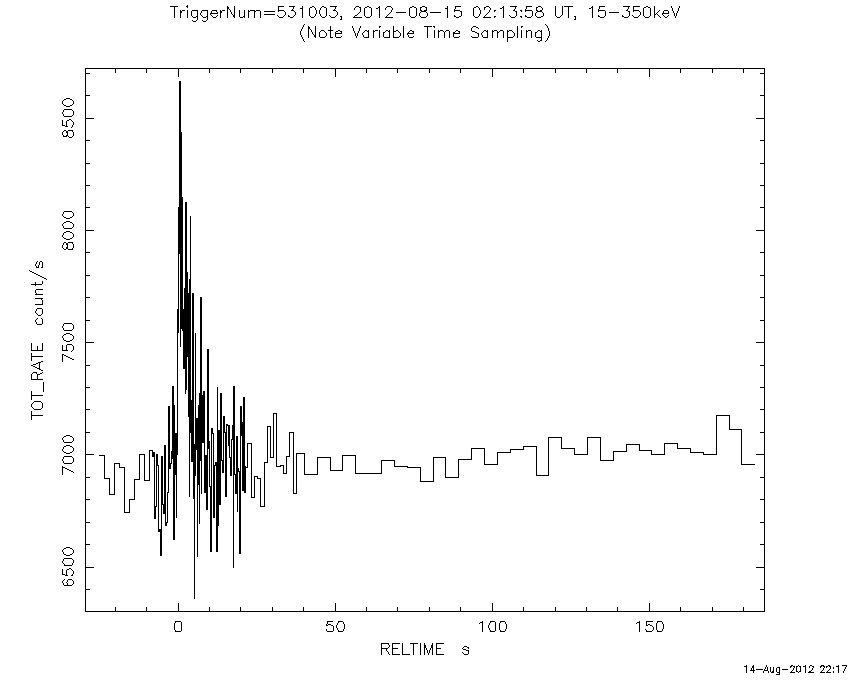 TriggerNum=531003, 2012-08-15 02:13:58 UT, 15-350keV
(Note Variable Time Sampling)
TOT_RATE count/s
8500
8000
7500
7000
6500
0 50 100 150
RELTIME s
14-Aug-2012 22:17